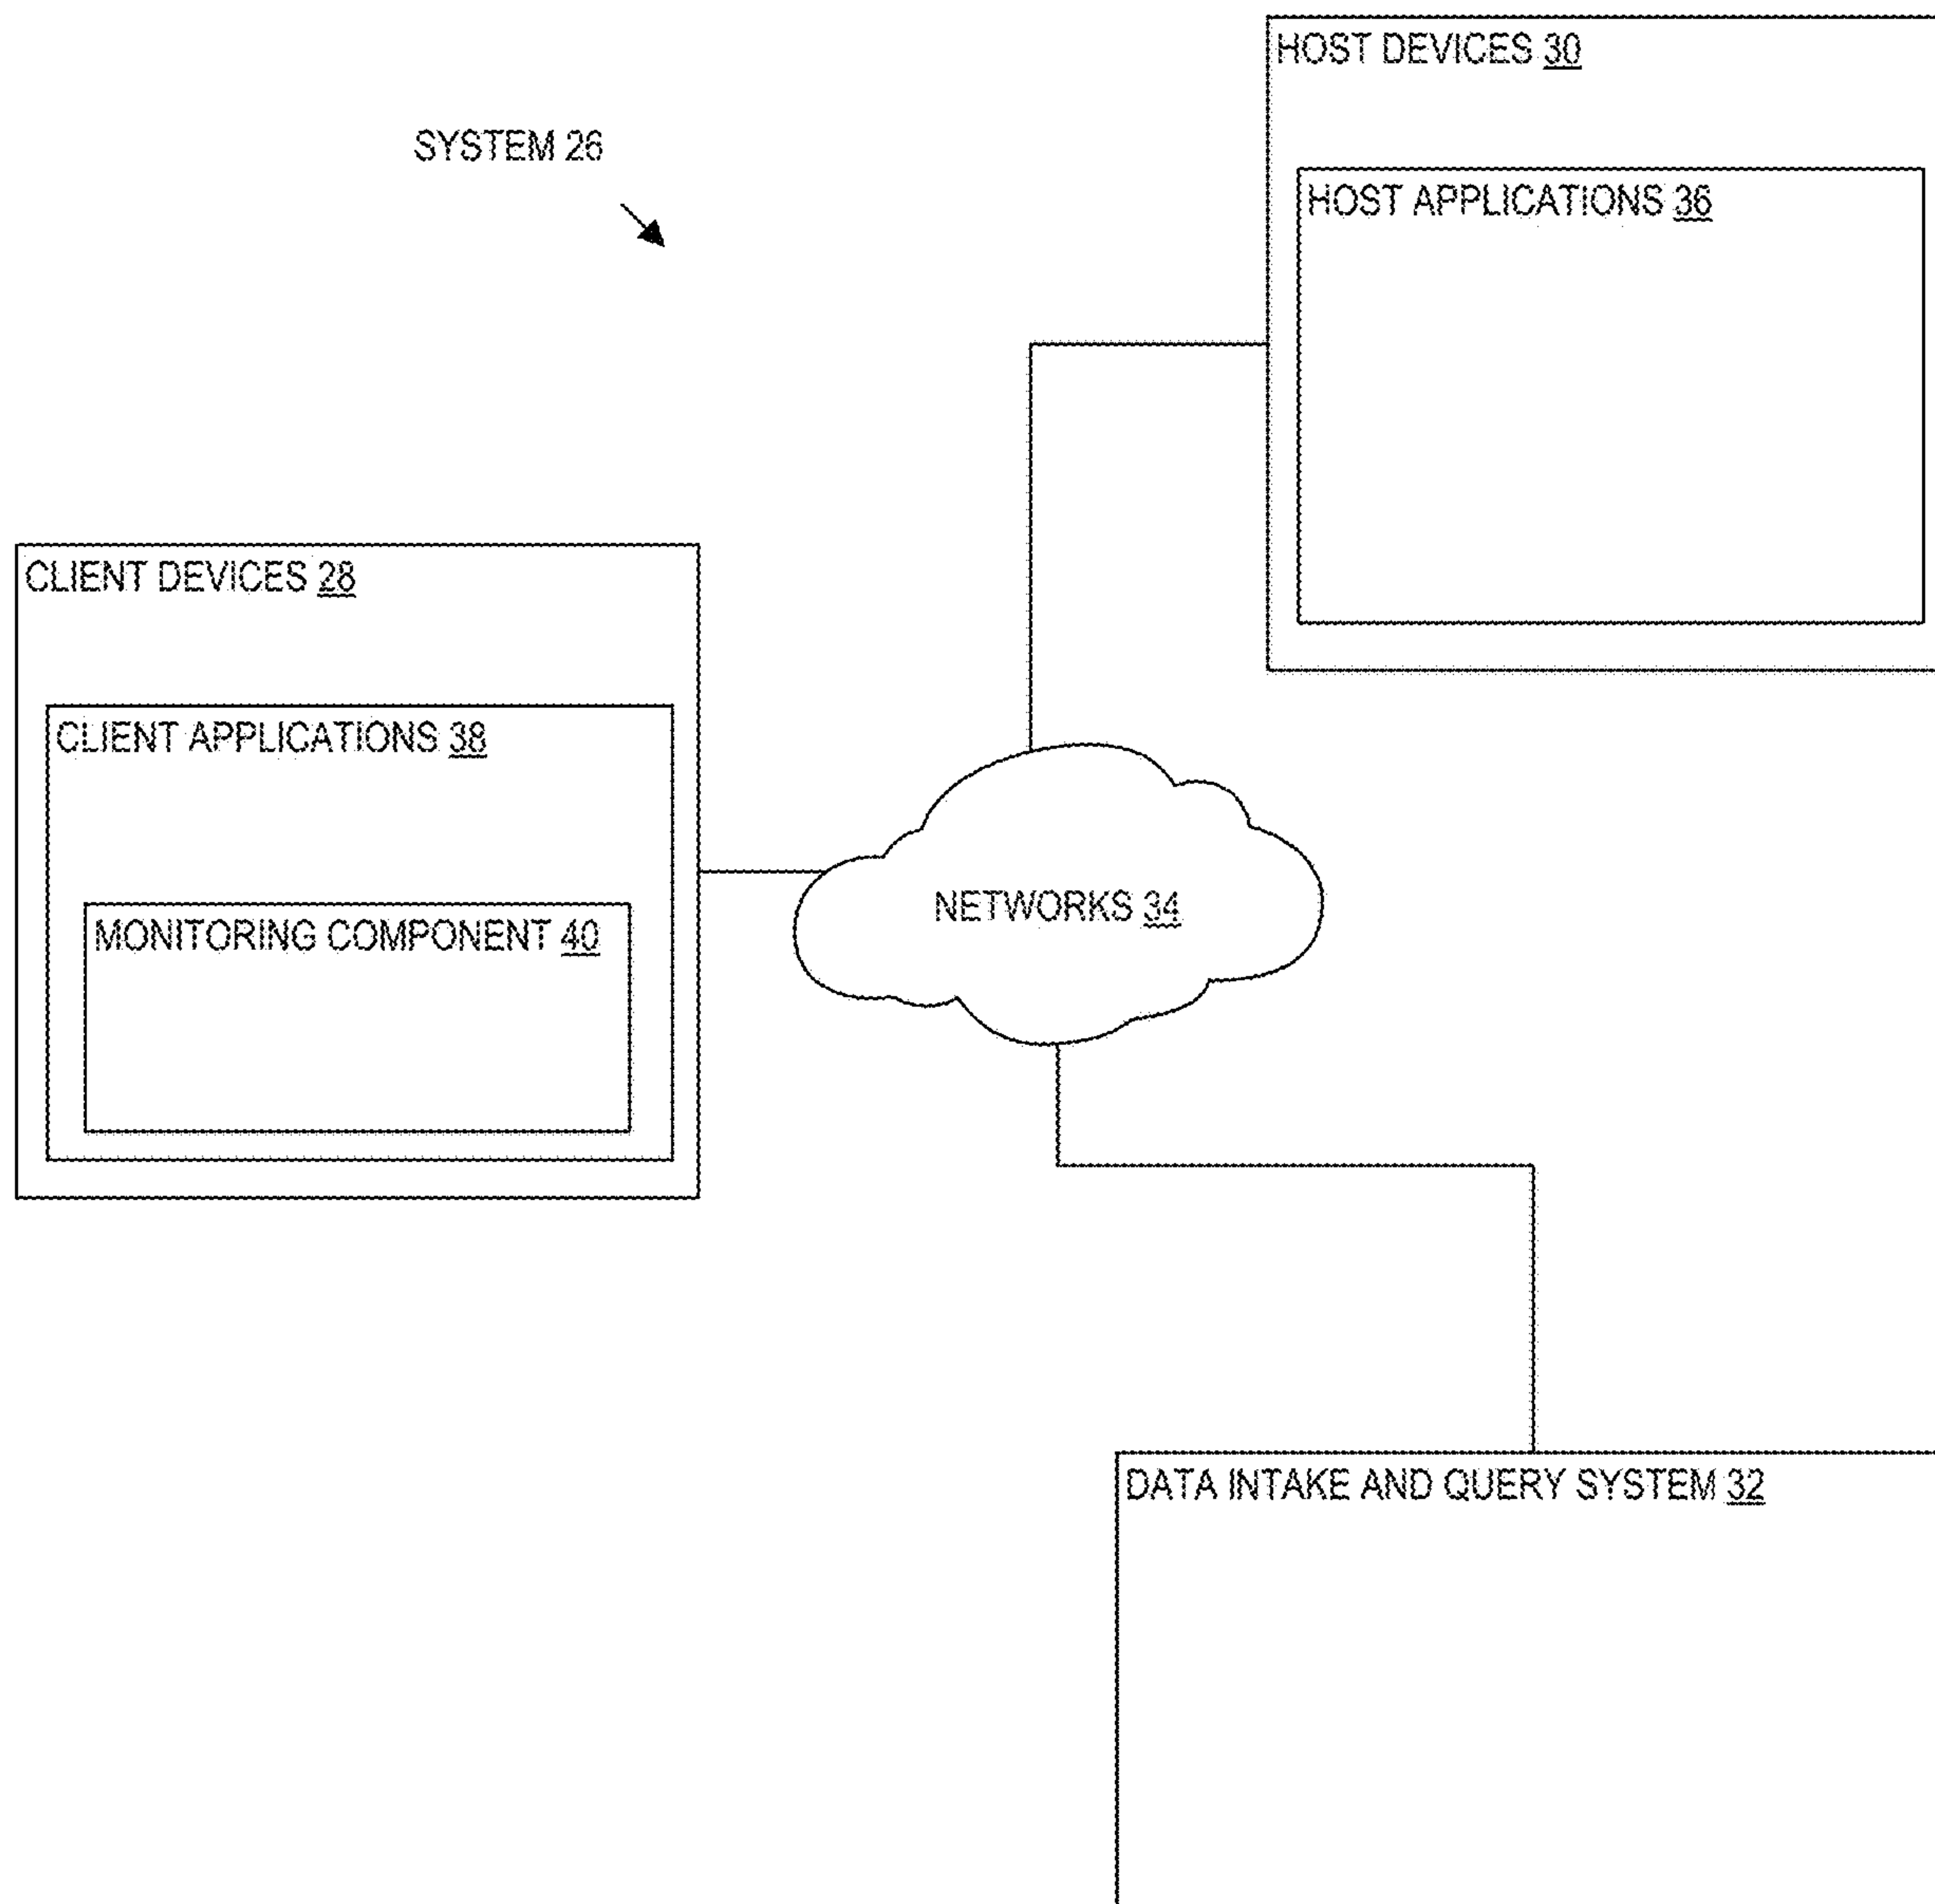 HOST DEVICES 30
SYSTEM 26
HOST APPLICATIONS 36
CLIENT DEVICES 28
CLIENT APPLICATIONS 38
NETWORKS 34
MONITORING COMPONENT 40
DATA INTAKE AND QUERY SYSTEM 32